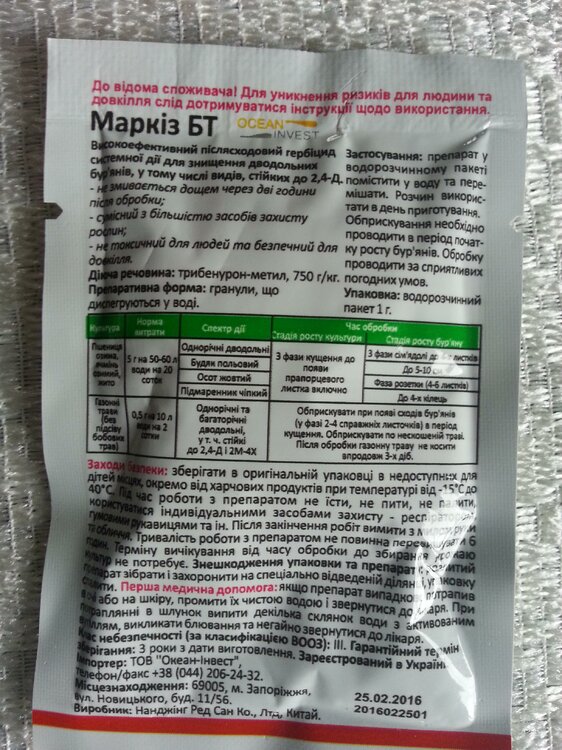 До відома споживача! Для уникнення ризиків для людини та
довкілля слід дотримуватися інструкції щодо використання.
Маркіз БТ
OCEAN
INVEST
Високоефективний післясходовий гербіцид
системної дії для знищення дводольних
бур'янів, у тому числі видів, стійких до 2,4-Д.
- не змивається дощем через дві години
після обробки;
- сумісний з більшістю засобів захисту
рослин;
- не токсичний для людей та безпечний для
довкілля.
Діюча речовина: трибенурон-метил, 750 г/кг.
Препаративна форма: гранули, що
диспергуються у воді.
Застосування: препарат у
водорозчинному пакеті
помістити у воду та пере-
мішати. Розчин викорис-
тати в день приготування.
Обприскування необхідно
проводити в період почат-
ку росту бур'янів. Обробку
проводити за сприятливих
погодних умов.
Упаковка: водорозчинний
пакет 1 г.
Культура
Норма
витрати
Спектр дії
Час обробки
Стадія росту культури
Стадія росту бур'яну
Пшениця
озима,
ячмінь
озимий,
жито
5 г на 50-60 л
води на 20
соток
Однорічні дводольні
Будяк польовий
Осот жовтий
Підмаренник чіпкий
З фази кущення до
появи
прапорцевого
листка включно
З фази сім'ядолі до листків
До 5-10 см
Фаза розетки (4-6 листків)
До 4-х кілець
Газонні
трави (без
підсіву
бобових
трав)
0,5 г на 10 л
води на 2
сотки
Однорічні та
багаторічні
дводольні,
у т. ч. стійкі
до 2,4-Д і 2М-4Х
Обприскувати при появі сходів бур'янів
(у фазі 2-4 справжніх листочків) в період
кущення. Обприскувати по нескошеній траві.
Після обробки газонну траву не косити
впродовж 3-х діб.
Заходи безпеки: зберігати в оригінальній упаковці в недоступних для
дітей місцях, окремо від харчових продуктів при температурі від -15°С до
40°С. Під час роботи з препаратом не їсти, не пити, не палити,
користуватися індивідуальними засобами захисту - респіратором,
гумовими рукавицями та ін. Після закінчення робіт вимити з милом руки
та обличчя. Тривалість роботи з препаратом не повинна перевищувати 6
годин. Терміну вичікування від часу обробки до збирання урожаю
культур не потребує. Знешкодження упаковки та препарату: розлитий
препарат зібрати і захоронити на спеціально відведеній ділянці, упаковку
спалити. Перша медична допомога: якщо препарат випадково потрапив
в очі або на шкіру, промити їх чистою водою і звернутися до лікаря. При
потраплянні в шлунок випити декілька склянок води з активованим
вугіллям, викликати блювання та негайно звернутися до лікаря.
Клас небезпечності (за класифікацією ВООЗ): III. Гарантійний термін
зберігання: 3 роки з дати виготовлення. Зареєстрований в Україні
Імпортер: ТОВ "Океан-Інвест",
телефон/факс +38 (044) 206-24-32.
Місцезнаходження: 69005, м. Запоріжжя,
вул. Новицького, буд. 11/56.
Виробник: Нанджінг Ред Сан Ко., Лтд, Китай.
25.02.2016
2016022501